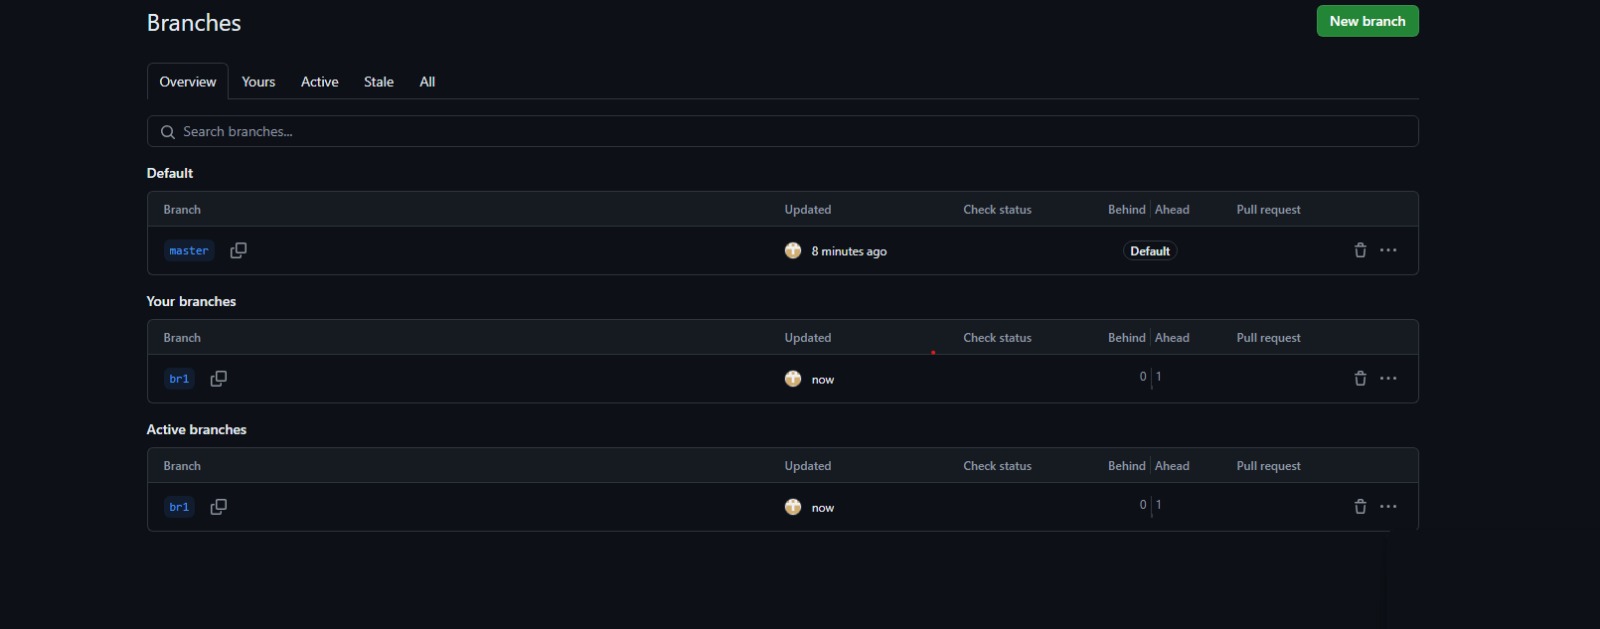 Branches New branch
Overview Yours Active Stale All
Search branches...
Default
Branch Updated Check status Behind Ahead Pull request
master 8 minutes ago Default
Your branches
Branch Updated Check status Behind Ahead Pull request
br1 now 0 1
Active branches
Branch Updated Check status Behind Ahead Pull request
br1 now 0 1